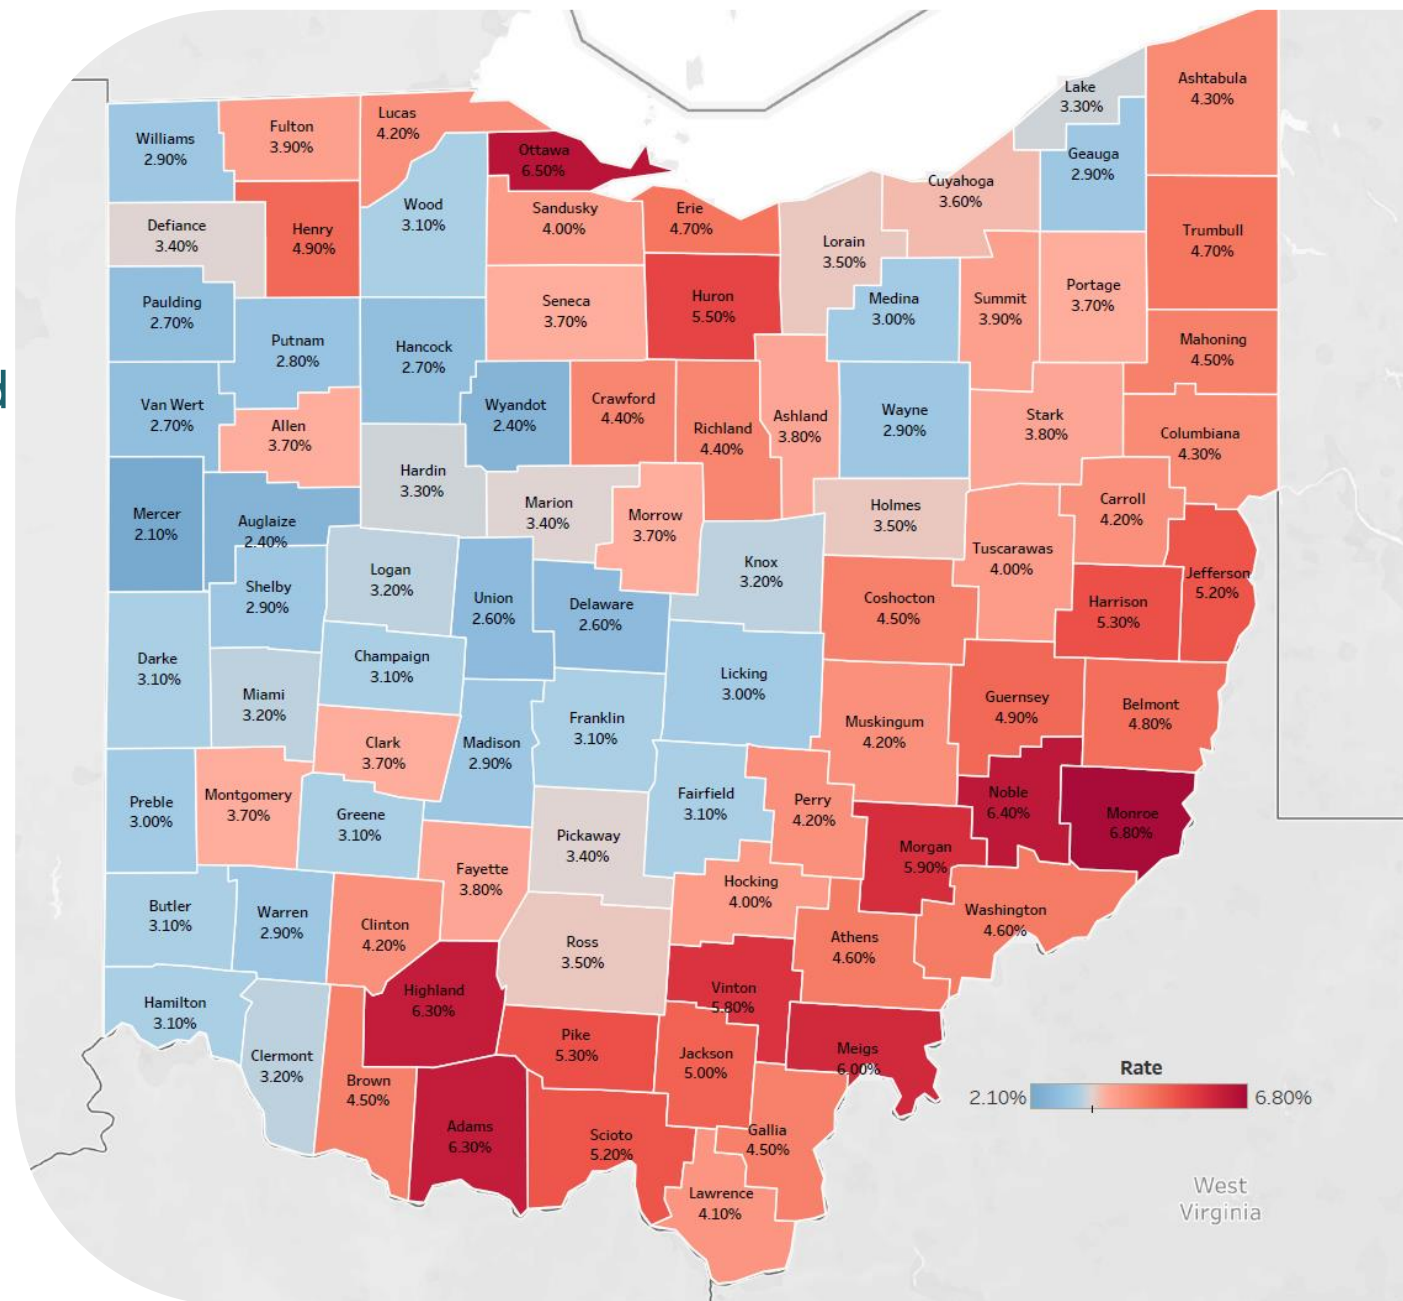 Williams
2.90%
Fulton
3.90%
Lucas
4.20%
Ottawa
6.50%
Lake
3.30%
Ashtabula
4.30%
Geauga
2.90%
Cuyahoga
3.60%
Defiance
3.40%
Henry
4.90%
Wood
3.10%
Sandusky
4.00%
Erie
4.70%
Lorain
3.50%
Trumbull
4.70%
Paulding
2.70%
Putnam
2.80%
Hancock
2.70%
Seneca
3.70%
Huron
5.50%
Medina
3.00%
Summit
3.90%
Portage
3.70%
Mahoning
4.50%
Van Wert
2.70%
Allen
3.70%
Wyandot
2.40%
Crawford
4.40%
Richland
4.40%
Ashland
3.80%
Wayne
2.90%
Stark
3.80%
Columbiana
4.30%
Mercer
2.10%
Auglaize
2.40%
Hardin
3.30%
Marion
3.40%
Morrow
3.70%
Holmes
3.50%
Carroll
4.20%
Tuscarawas
4.00%
Jefferson
5.20%
Shelby
2.90%
Logan
3.20%
Union
2.60%
Delaware
2.60%
Knox
3.20%
Coshocton
4.50%
Harrison
5.30%
Darke
3.10%
Miami
3.20%
Champaign
3.10%
Licking
3.00%
Guernsey
4.90%
Belmont
4.80%
Clark
3.70%
Madison
2.90%
Franklin
3.10%
Muskingum
4.20%
Preble
3.00%
Montgomery
3.70%
Greene
3.10%
Fairfield
3.10%
Perry
4.20%
Noble
6.40%
Monroe
6.80%
Fayette
3.80%
Pickaway
3.40%
Morgan
5.90%
Hocking
4.00%
Washington
4.60%
Butler
3.10%
Warren
2.90%
Clinton
4.20%
Ross
3.50%
Athens
4.60%
Hamilton
3.10%
Highland
6.30%
Vinton
5.80%
Clermont
3.20%
Brown
4.50%
Pike
5.30%
Jackson
5.00%
Meigs
6.00%
Adams
6.30%
Scioto
5.20%
Gallia
4.50%
Lawrence
4.10%
Rate
2.10%
6.80%
West
Virginia